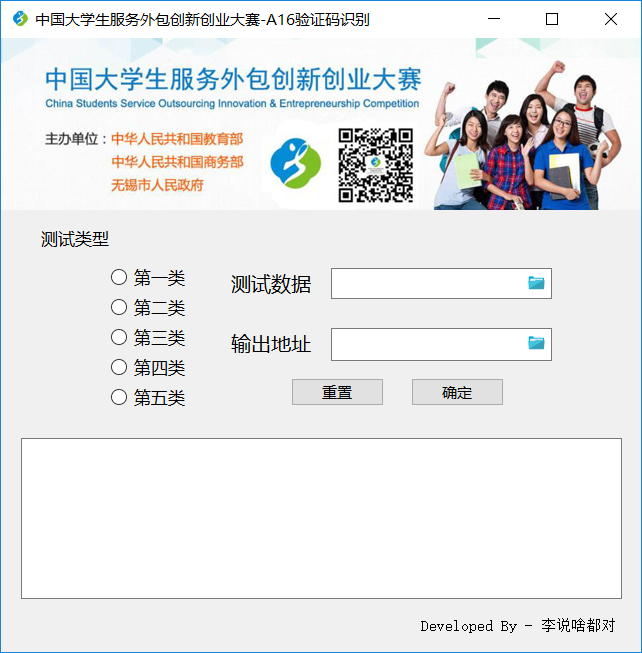 中国大学生服务外包创新创业大赛-A16验证码识别
中国大学生服务外包创新创业大赛
China Students Service Outsourcing Innovation & Entrepreneurship Competition
主办单位：中华人民共和国教育部
中华人民共和国商务部
无锡市人民政府
测试类型
第一类
第二类
第三类
第四类
第五类
测试数据
输出地址
重置 确定
Developed By - 李说啥都对